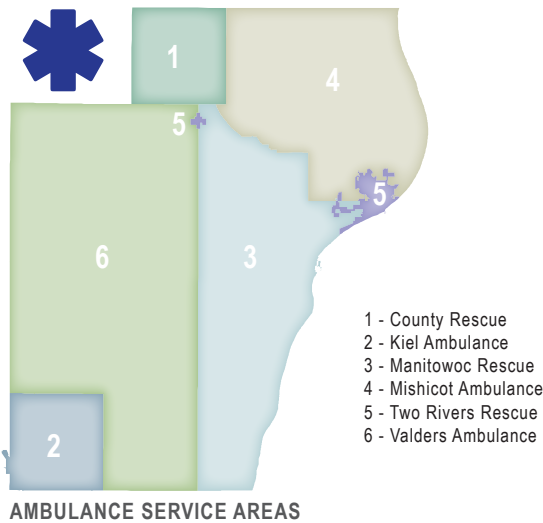 1
4
5
5
6
3
2
1 - County Rescue
2 - Kiel Ambulance
3 - Manitowoc Rescue
4 - Mishicot Ambulance
5 - Two Rivers Rescue
6 - Valders Ambulance
AMBULANCE SERVICE AREAS